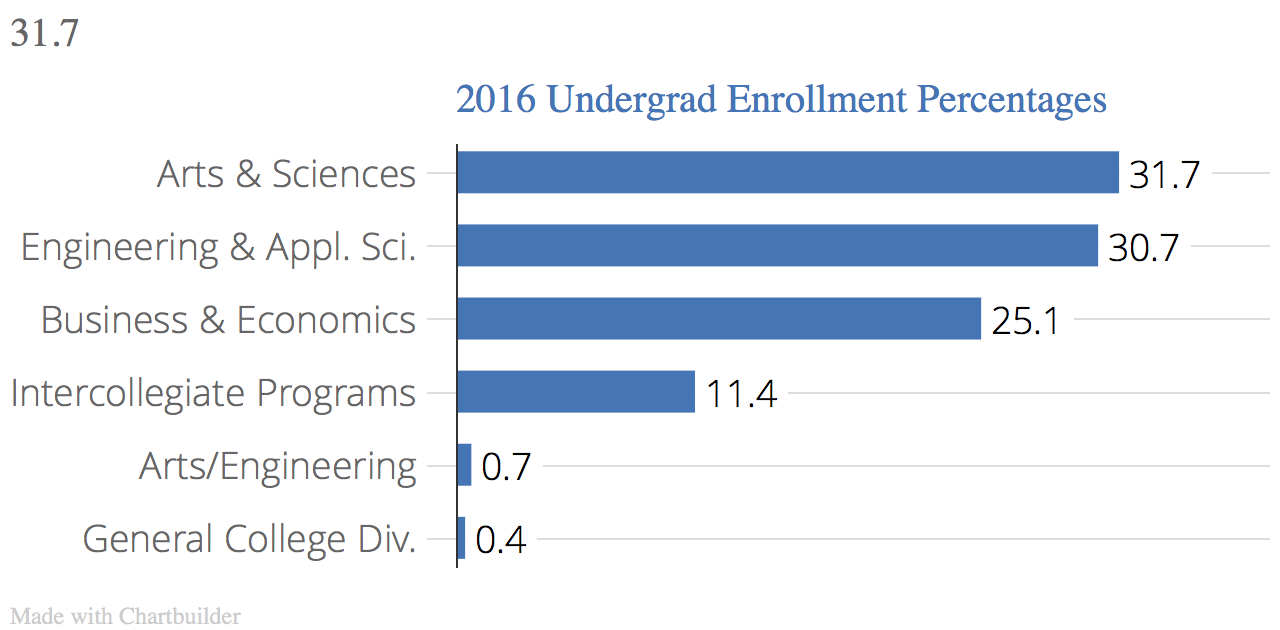 31.7
2016 Undergrad Enrollment Percentages
Arts & Sciences 31.7
Engineering & Appl. Sci. 30.7
Business & Economics 25.1
Intercollegiate Programs 11.4
Arts/Engineering 0.7
General College Div. 0.4
Made with Chartbuilder